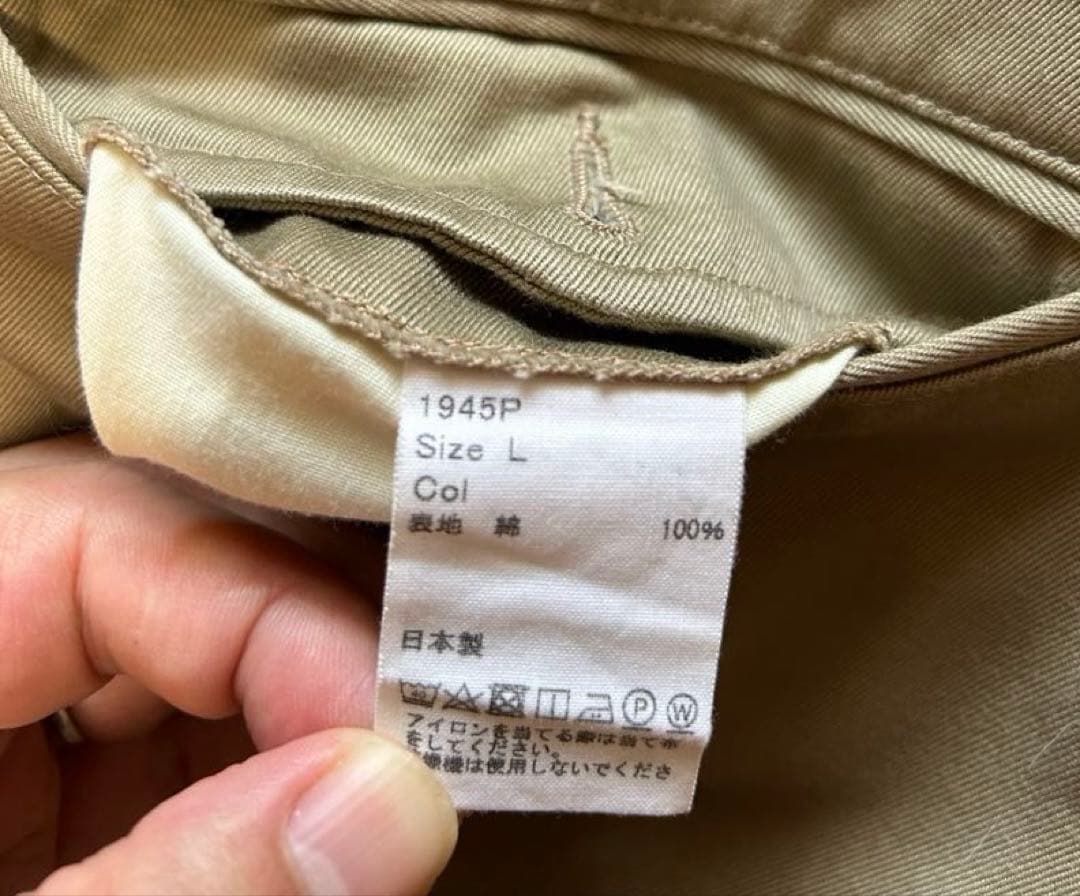 1945P
Size L
Col
表地 綿 100%
日本製
P W
アイロンを当てる際は当て布
をしてください。
乾燥機は使用しないでくださ